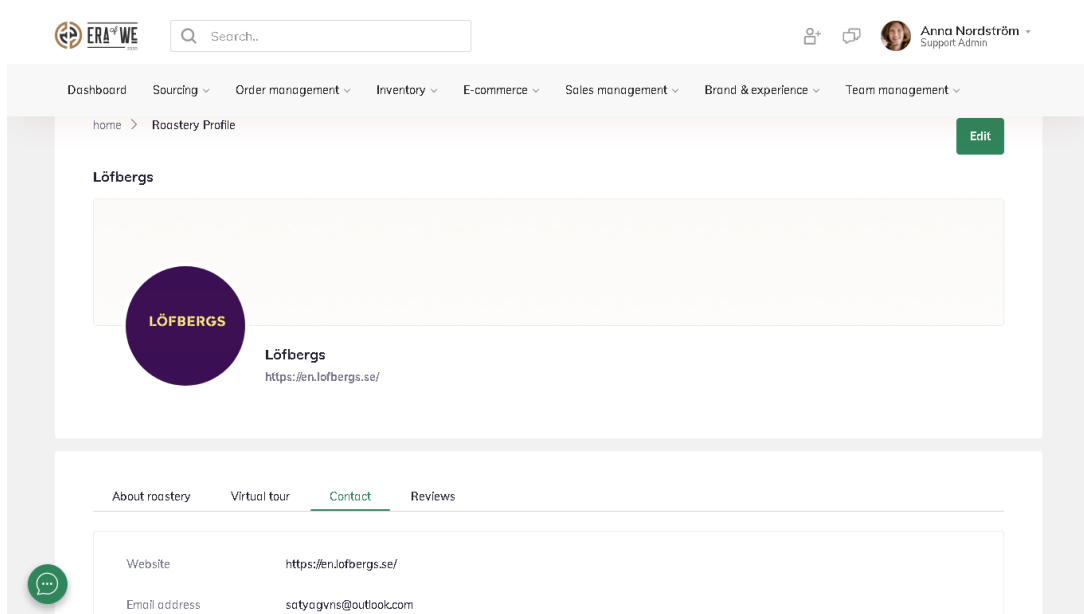 ERA OF WE
Search..
Anna Nordström
Support Admin
Dashboard Sourcing Order management Inventory E-commerce Sales management Brand & experience Team management
home Roastery Profile
Edit
Löfbergs
LÖFBERGS
Löfbergs
https://en.lofbergs.se/
About roastery Virtual tour Contact Reviews
Website https://en.lofbergs.se/
Email address satyagvns@outlook.com